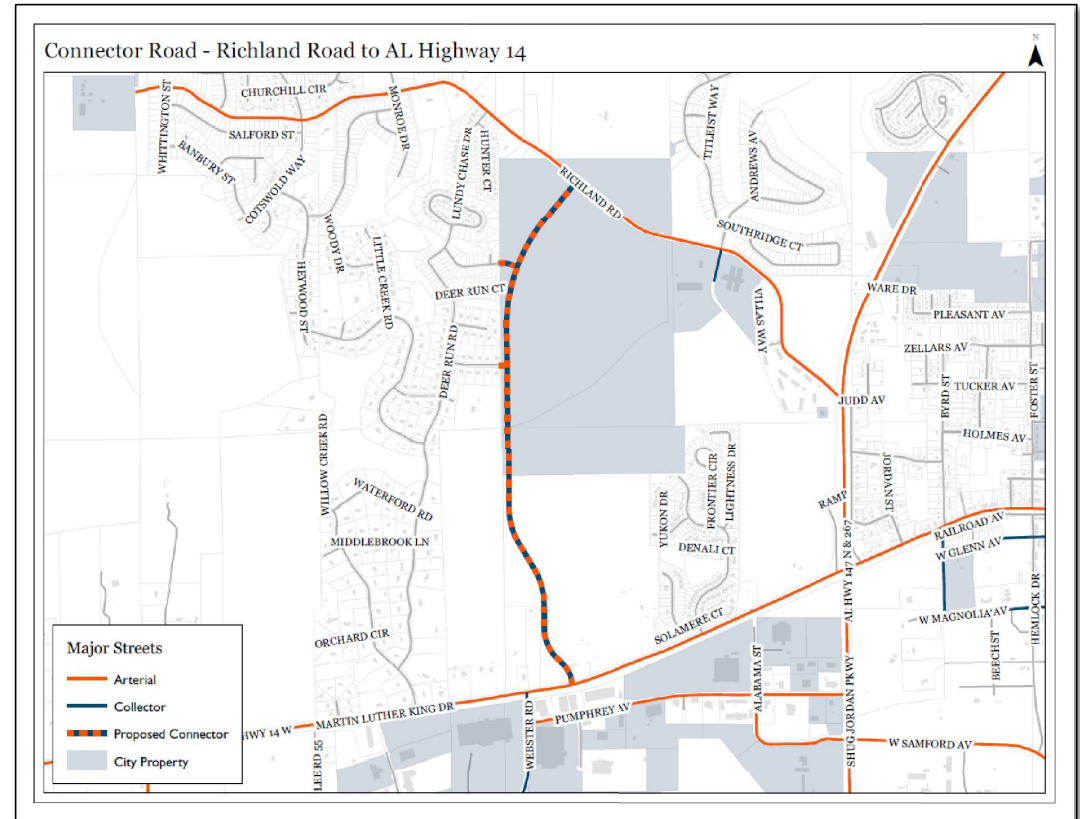 Connector Road - Richland Road to AL Highway 14
N
CHURCHILL CIR
WHITTINGTON ST
SALFORD ST
MONROE DR
BANBURY ST
COTSWOLD WAY
LUNDY CHASE DR
HUNTER CT
TITLEIST WAY
ANDREWS AV
RICHLAND RD
WOODY DR
LITTLE CREEK RD
HEYWOOD ST
SOUTHRIDGE CT
DEER RUN CT
DEER RUN RD
VILLAS WAY
WARE DR
PLEASANT AV
ZELLARS AV
BYRD ST
TUCKER AV
FOSTER ST
JUDD AV
HOLMES AV
WILLOW CREEK RD
WATERFORD RD
MIDDLEBROOK LN
YUKON DR
FRONTIER CIR
LIGHTNESS DR
DENALI CT
RAMP
JORDAN ST
AL HWY 147 N & 267
RAILROAD AV
W GLENN AV
W MAGNOLIA AV
HEMLOCK DR
BEECH ST
ORCHARD CIR
SOLAMERE CT
ALABAMA ST
SHUG JORDAN PKWY
W SAMFORD AV
PUMPHREY AV
WEBSTER RD
MARTIN LUTHER KING DR
HWY 14 W
LEE RD 55
Major Streets
Arterial
Collector
Proposed Connector
City Property